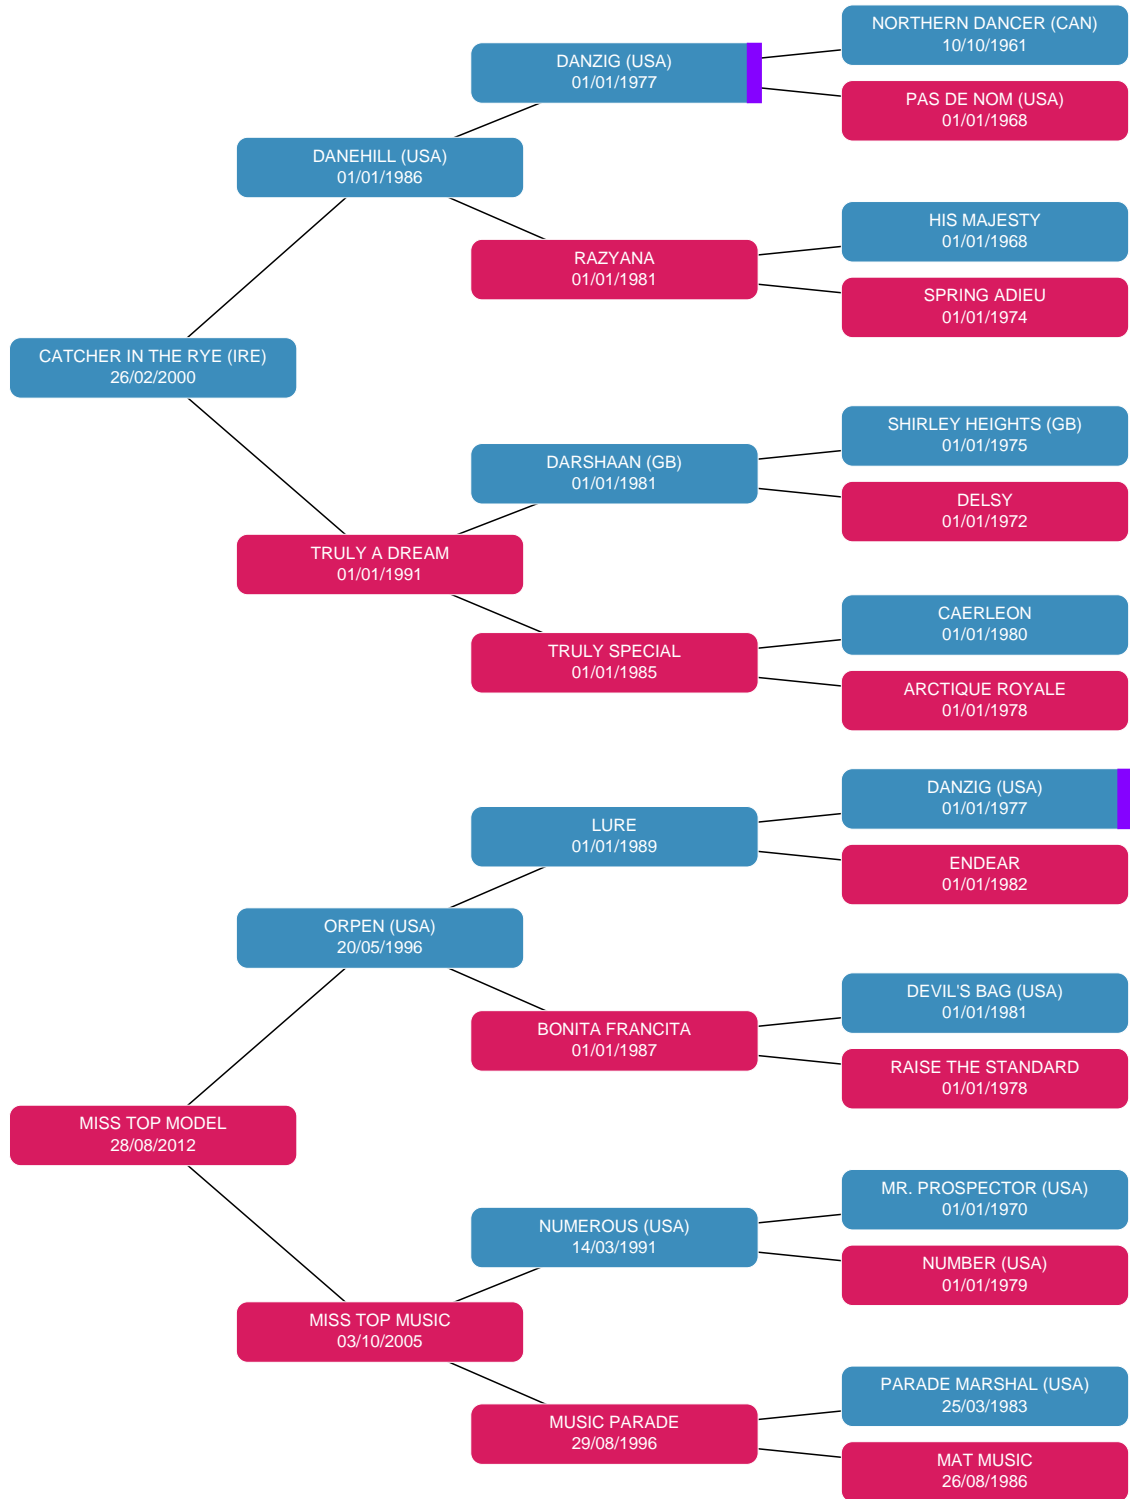 NORTHERN DANCER (CAN)
10/10/1961
DANZIG (USA)
01/01/1977
PAS DE NOM (USA)
01/01/1968
DANEHILL (USA)
01/01/1986
HIS MAJESTY
01/01/1968
RAZYANA
01/01/1981
SPRING ADIEU
01/01/1974
CATCHER IN THE RYE (IRE)
26/02/2000
SHIRLEY HEIGHTS (GB)
01/01/1975
DARSHAAN (GB)
01/01/1981
DELSY
01/01/1972
TRULY A DREAM
01/01/1991
CAERLEON
01/01/1980
TRULY SPECIAL
01/01/1985
ARCTIQUE ROYALE
01/01/1978
DANZIG (USA)
01/01/1977
LURE
01/01/1989
ENDEAR
01/01/1982
ORPEN (USA)
20/05/1996
DEVIL'S BAG (USA)
01/01/1981
BONITA FRANCITA
01/01/1987
RAISE THE STANDARD
01/01/1978
MISS TOP MODEL
28/08/2012
MR. PROSPECTOR (USA)
01/01/1970
NUMEROUS (USA)
14/03/1991
NUMBER (USA)
01/01/1979
MISS TOP MUSIC
03/10/2005
PARADE MARSHAL (USA)
25/03/1983
MUSIC PARADE
29/08/1996
MAT MUSIC
26/08/1986